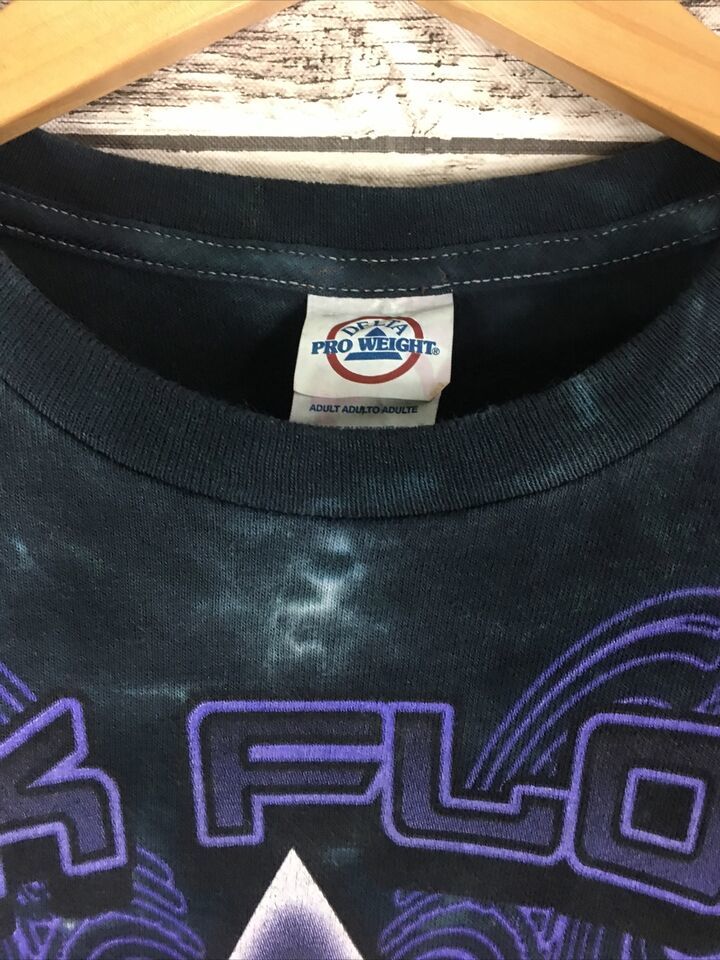 DELTA
PRO WEIGHT®
ADULT ADULTO ADULTE
K FLO